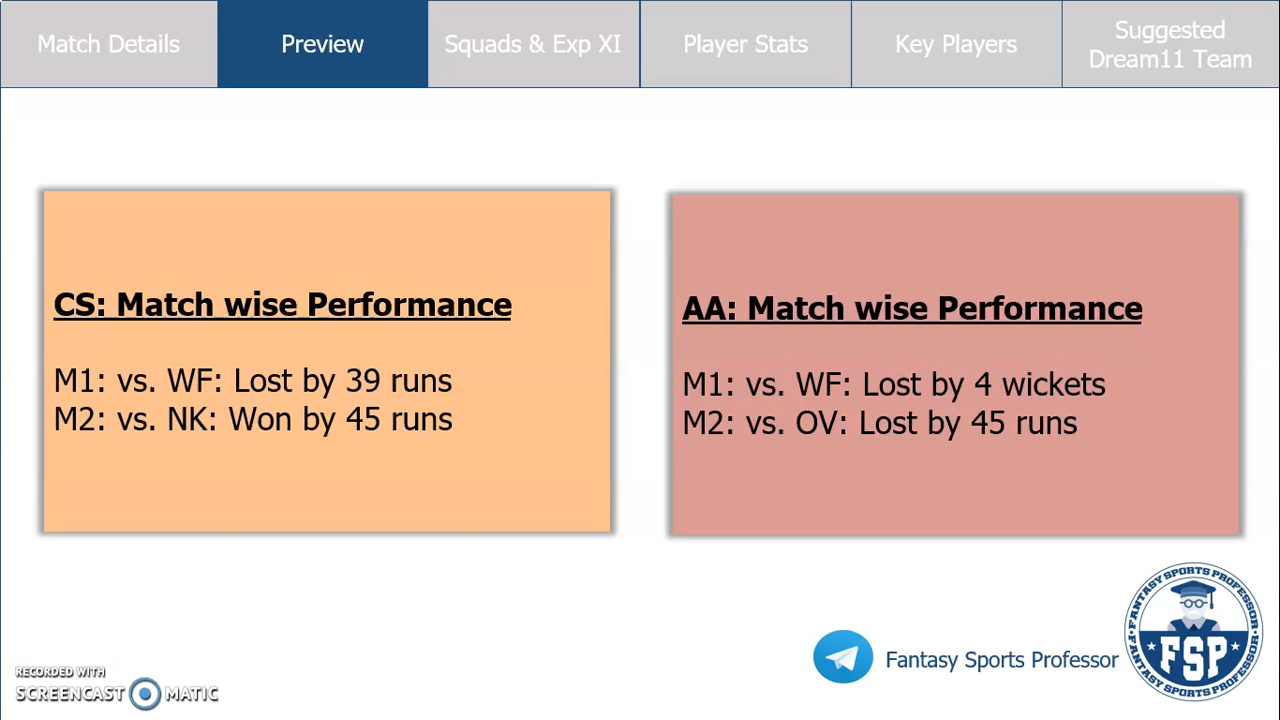 Match Details
Preview
Squads & Exp XI
Player Stats
Key Players
Suggested
Dream11 Team
CS: Match wise Performance
M1: vs. WF: Lost by 39 runs
M2: vs. NK: Won by 45 runs
AA: Match wise Performance
M1: vs. WF: Lost by 4 wickets
M2: vs. OV: Lost by 45 runs
Fantasy Sports Professor
FANTASY SPORTS PROFESSOR
FSP
FANTASY SPORTS PROFESSOR
RECORDED WITH
SCREENCAST MATIC